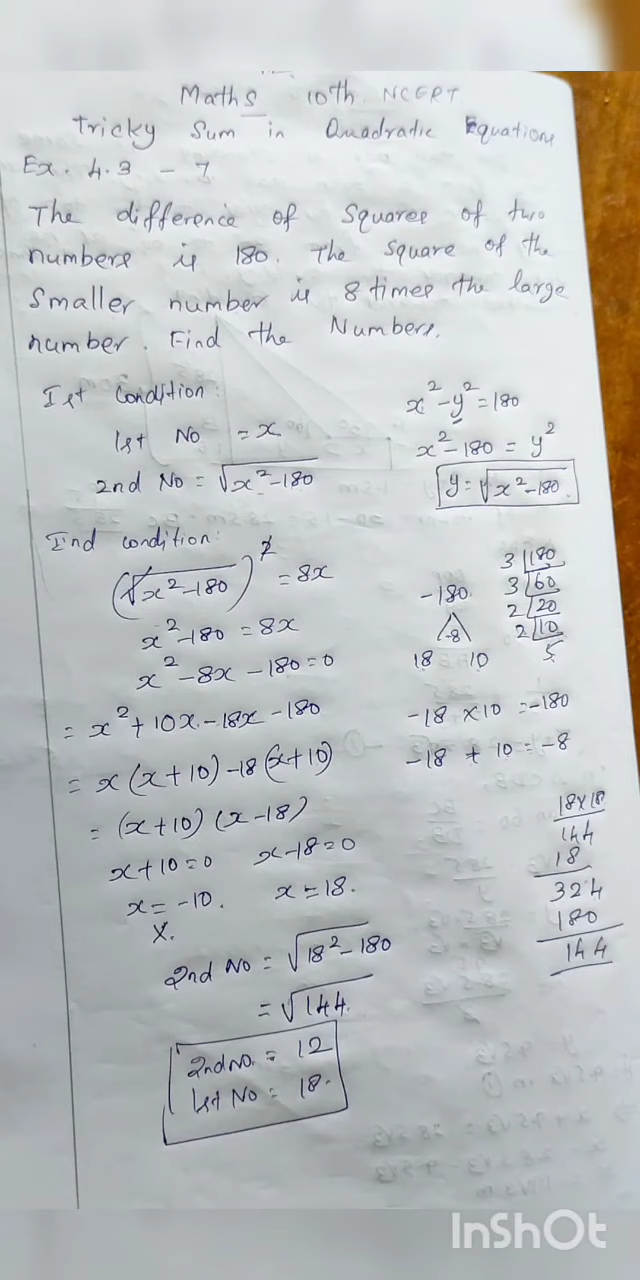 Maths 10th NCERT
Tricky Sum in Quadratic Equations
Ex. 4.3 - 7
The difference of squares of two
numbers is 180. The square of the
smaller number is 8 times the large
number. Find the Numbers.
Ist Condition:
1st No = x
2nd No = √x²-180
x²-y²=180
x²-180 = y²
y=√x²-180
IInd condition:
(√x²-180)² = 8x
x²-180 = 8x
x²-8x-180=0
= x²+10x-18x-180
= x(x+10)-18(x+10)
= (x+10)(x-18)
x+10=0 x-18=0
x=-10. x=18.
X.
-180
-8
18 10
3 180
3 60
2 20
2 10
5
-18 × 10 = -180
-18 + 10 = -8
18×18
144
18
324
180
144
2nd No = √18²-180
= √144.
2nd No. = 12
1st No = 18.
InShOt